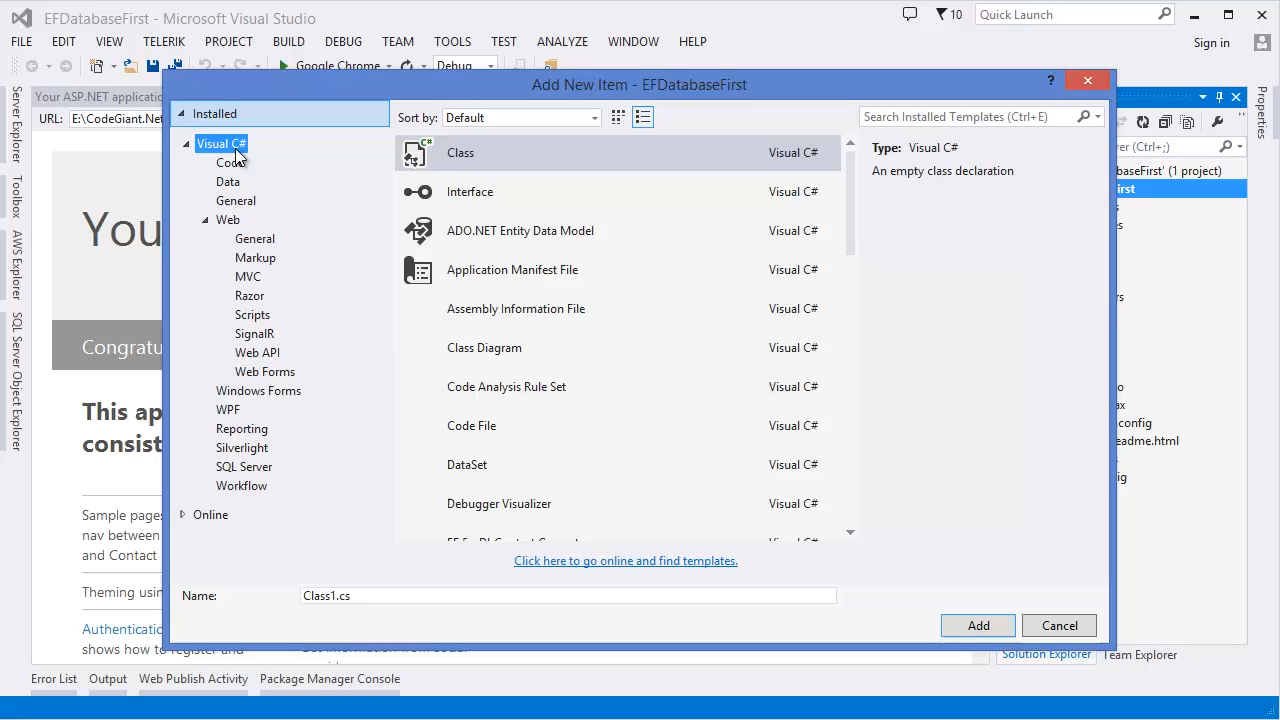 EFDatabaseFirst - Microsoft Visual Studio
10
Quick Launch
FILE EDIT VIEW TELERIK PROJECT BUILD DEBUG TEAM TOOLS TEST ANALYZE WINDOW HELP
Sign in
Google Chrome
Debug
Server Explorer
Toolbox
AWS Explorer
SQL Server Object Explorer
Your ASP.NET applicatio
URL: E:\CodeGiant.Net
You
Congratu
This ap
consist
Sample page
nav between
and Contact
Theming usin
Authenticatio
shows how to register and
Add New Item - EFDatabaseFirst
?
Installed
Visual C#
Code
Data
General
Web
General
Markup
MVC
Razor
Scripts
SignalR
Web API
Web Forms
Windows Forms
WPF
Reporting
Silverlight
SQL Server
Workflow
Online
Sort by: Default
Class Visual C#
Interface Visual C#
ADO.NET Entity Data Model Visual C#
Application Manifest File Visual C#
Assembly Information File Visual C#
Class Diagram Visual C#
Code Analysis Rule Set Visual C#
Code File Visual C#
DataSet Visual C#
Debugger Visualizer Visual C#
Click here to go online and find templates.
Search Installed Templates (Ctrl+E)
Type: Visual C#
An empty class declaration
Name: Class1.cs
Add Cancel
Properties
er (Ctrl+;)
baseFirst' (1 project)
irst
config
eadme.html
Solution Explorer Team Explorer
Error List Output Web Publish Activity Package Manager Console